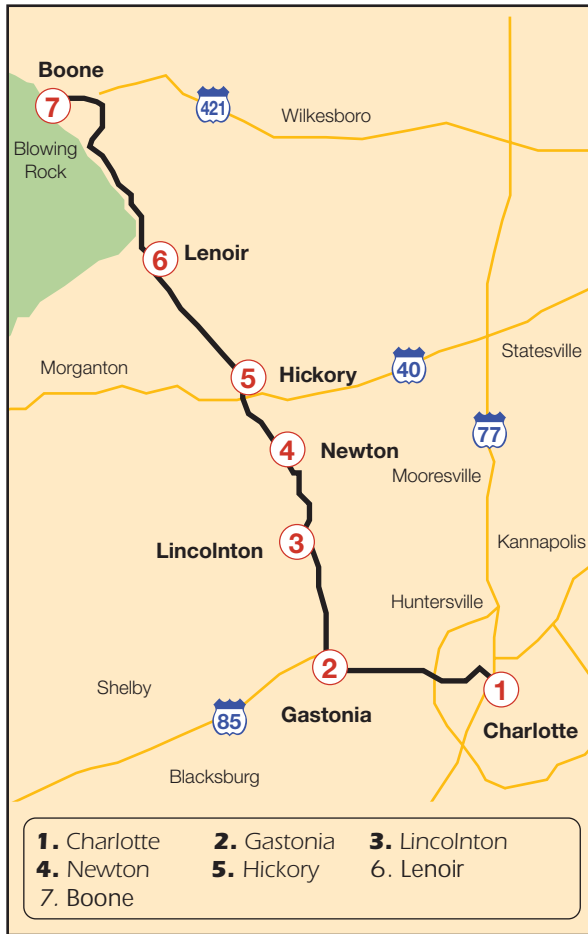 Boone
7
421
Wilkesboro
Blowing
Rock
6
Lenoir
Statesville
Morganton
5
Hickory
40
77
4
Newton
Mooresville
Lincolnton
3
Kannapolis
Huntersville
2
Shelby
1
Gastonia
85
Charlotte
Blacksburg
1. Charlotte 2. Gastonia 3. Lincolnton
4. Newton 5. Hickory 6. Lenoir
7. Boone